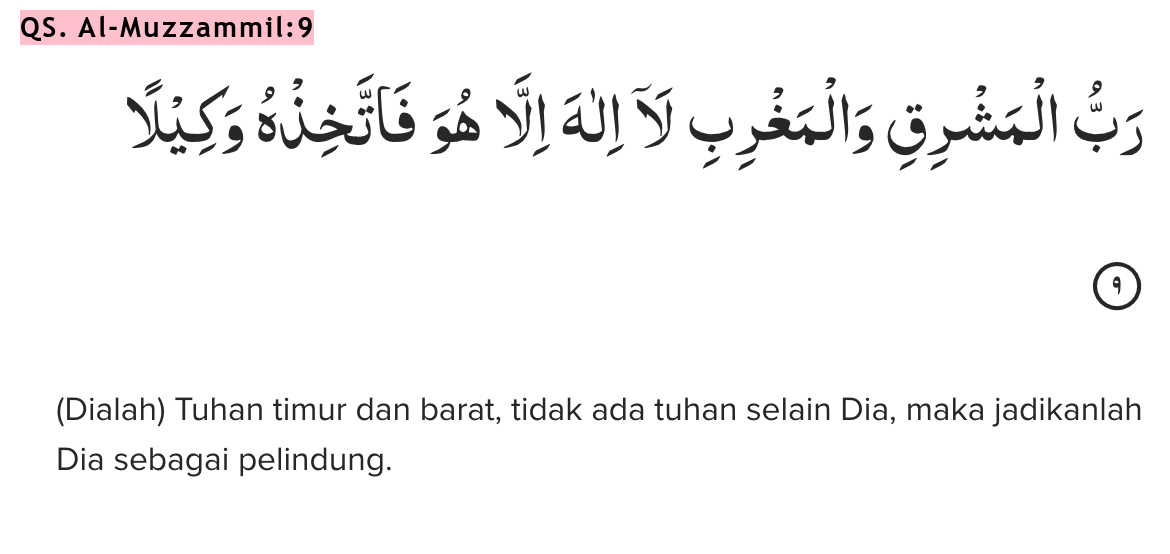 QS. Al-Muzzammil:9
رَبُّ الْمَشْرِقِ وَالْمَغْرِبِ لَآ اِلٰهَ اِلَّا هُوَ فَاتَّخِذْهُ وَكِيْلًا
٩
(Dialah) Tuhan timur dan barat, tidak ada tuhan selain Dia, maka jadikanlah
Dia sebagai pelindung.